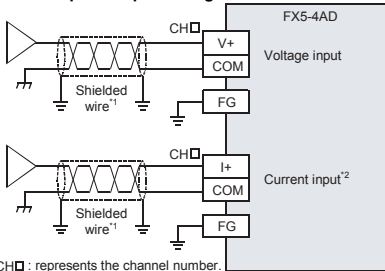 FX5-4AD
CH□
V+
Voltage input
COM
Shielded
wire*1
FG
CH□
I+
Current input*2
COM
Shielded
wire*1
FG
CH□ : represents the channel number.